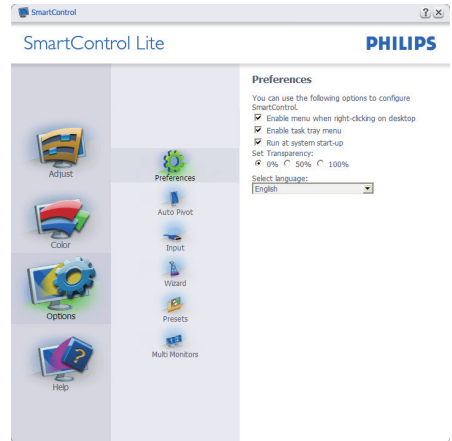 SmartControl
SmartControl Lite
PHILIPS
Adjust
Color
Options
Help
Preferences
Auto Pivot
Input
Wizard
Presets
Multi Monitors
Preferences
You can use the following options to configure
SmartControl.
Enable menu when right-clicking on desktop
Enable task tray menu
Run at system start-up
Set Transparency:
0% 50% 100%
Select language:
English